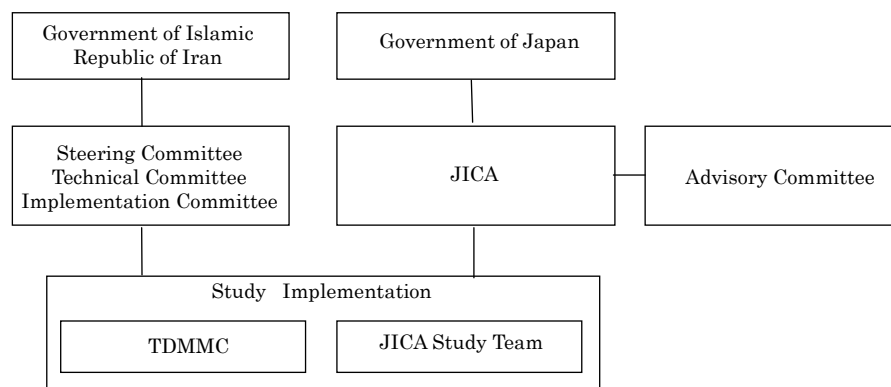 Government of Islamic
Republic of Iran
Government of Japan
Steering Committee
Technical Committee
Implementation Committee
JICA
Advisory Committee
Study Implementation
TDMMC
JICA Study Team